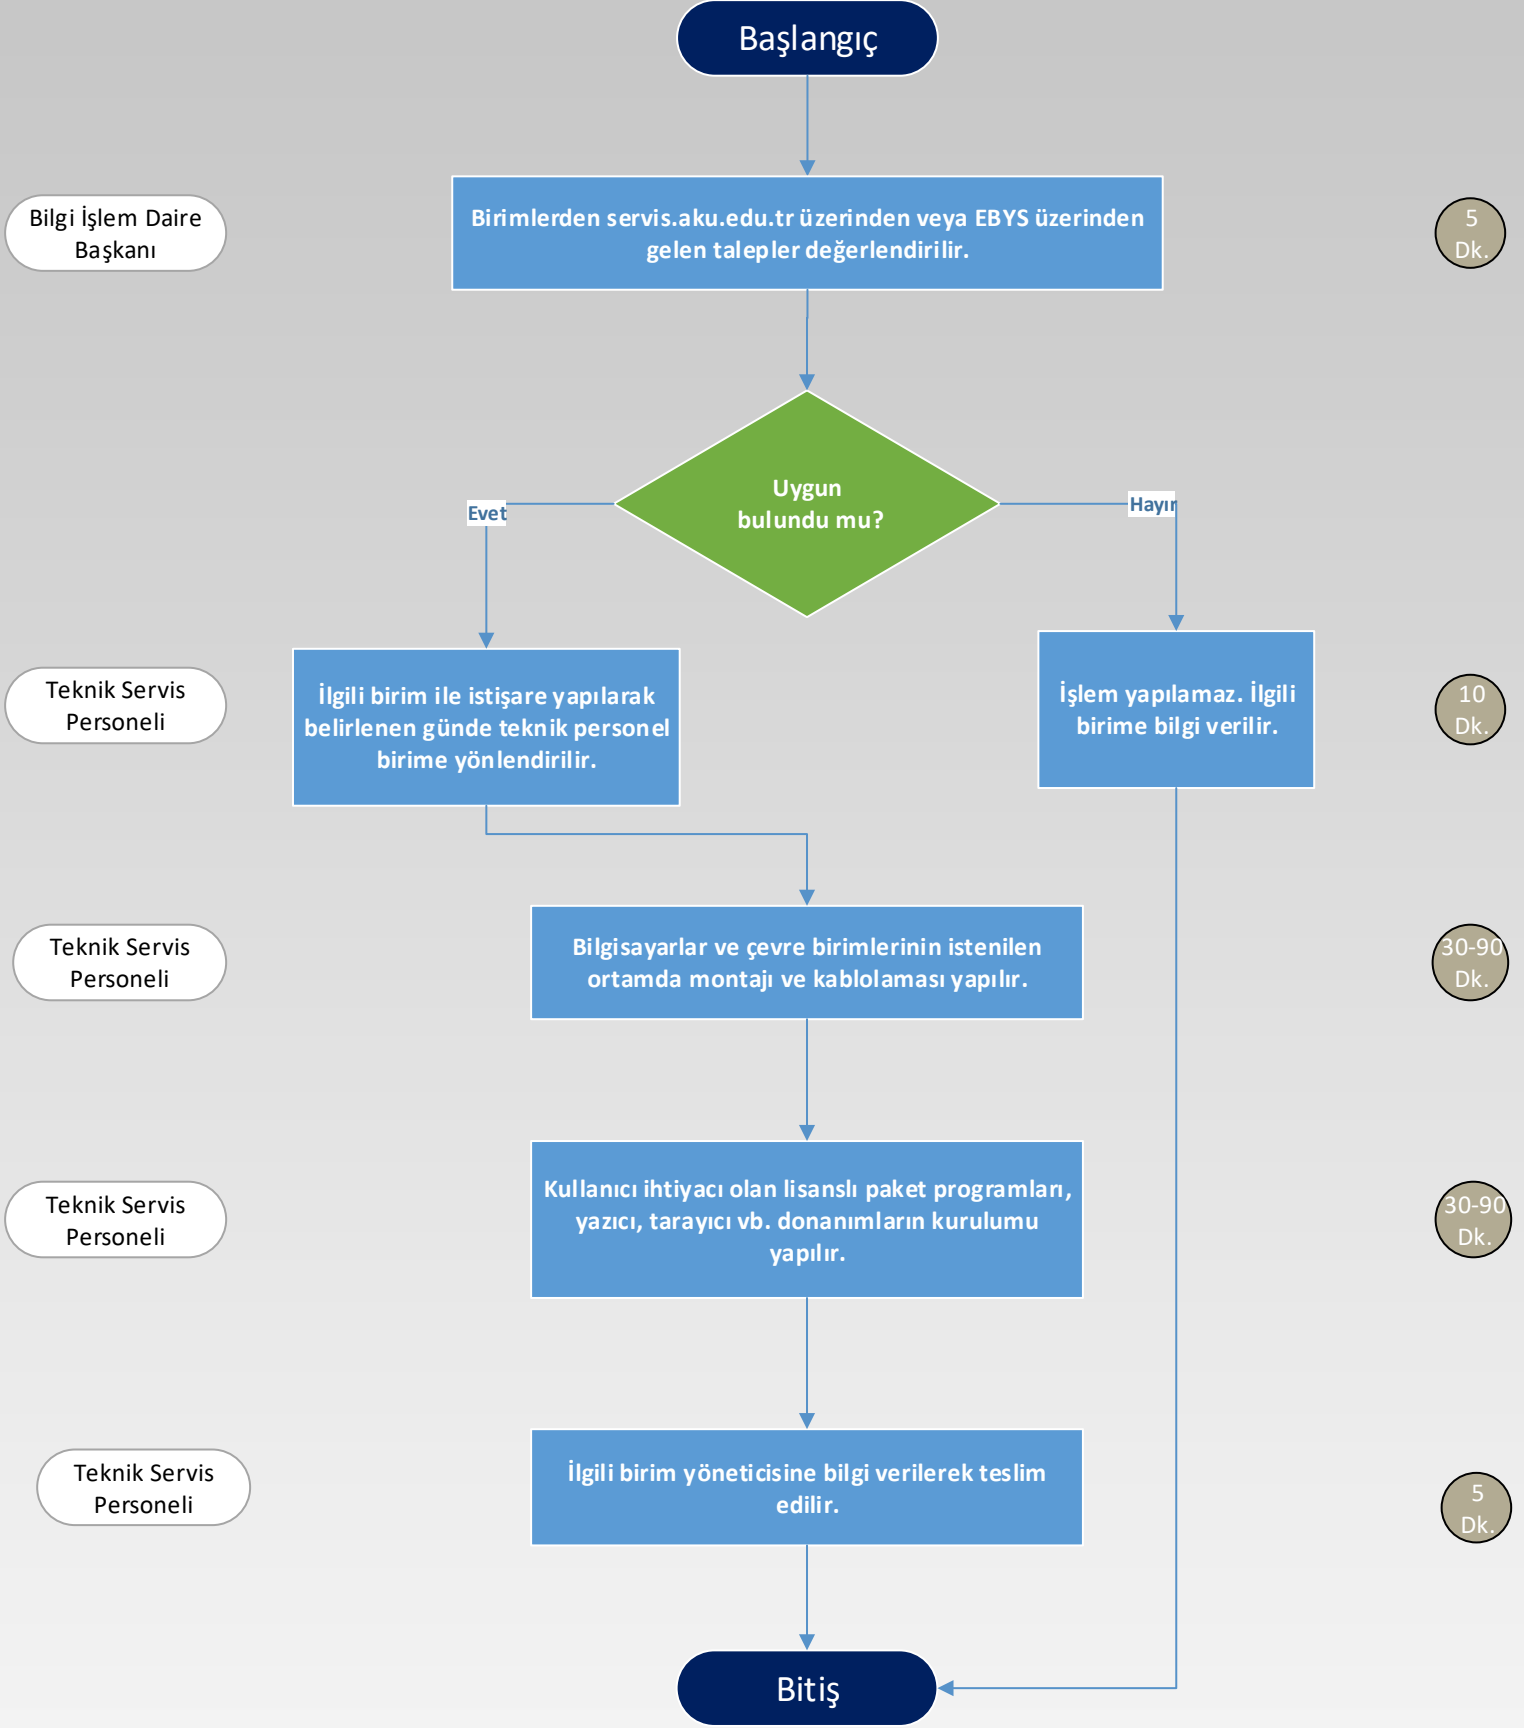 Başlangıç
Bilgi İşlem Daire
Başkanı
Birimlerden servis.aku.edu.tr üzerinden veya EBYS üzerinden
gelen talepler değerlendirilir.
5
Dk.
Uygun
bulundu mu?
Evet
Hayır
Teknik Servis
Personeli
İlgili birim ile istişare yapılarak
belirlenen günde teknik personel
birime yönlendirilir.
İşlem yapılamaz. İlgili
birime bilgi verilir.
10
Dk.
Teknik Servis
Personeli
Bilgisayarlar ve çevre birimlerinin istenilen
ortamda montajı ve kablolaması yapılır.
30-90
Dk.
Teknik Servis
Personeli
Kullanıcı ihtiyacı olan lisanslı paket programları,
yazıcı, tarayıcı vb. donanımların kurulumu
yapılır.
30-90
Dk.
Teknik Servis
Personeli
İlgili birim yöneticisine bilgi verilerek teslim
edilir.
5
Dk.
Bitiş